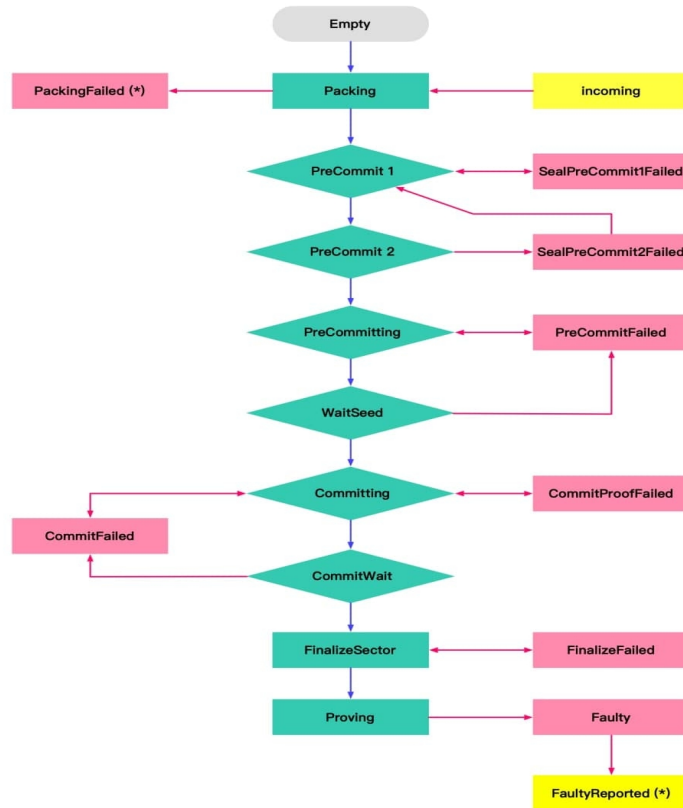 Empty
PackingFailed (*)
Packing
incoming
PreCommit 1
SealPreCommit1Failed
PreCommit 2
SealPreCommit2Failed
PreCommitting
PreCommitFailed
WaitSeed
Committing
CommitProofFailed
CommitFailed
CommitWait
FinalizeSector
FinalizeFailed
Proving
Faulty
FaultyReported (*)